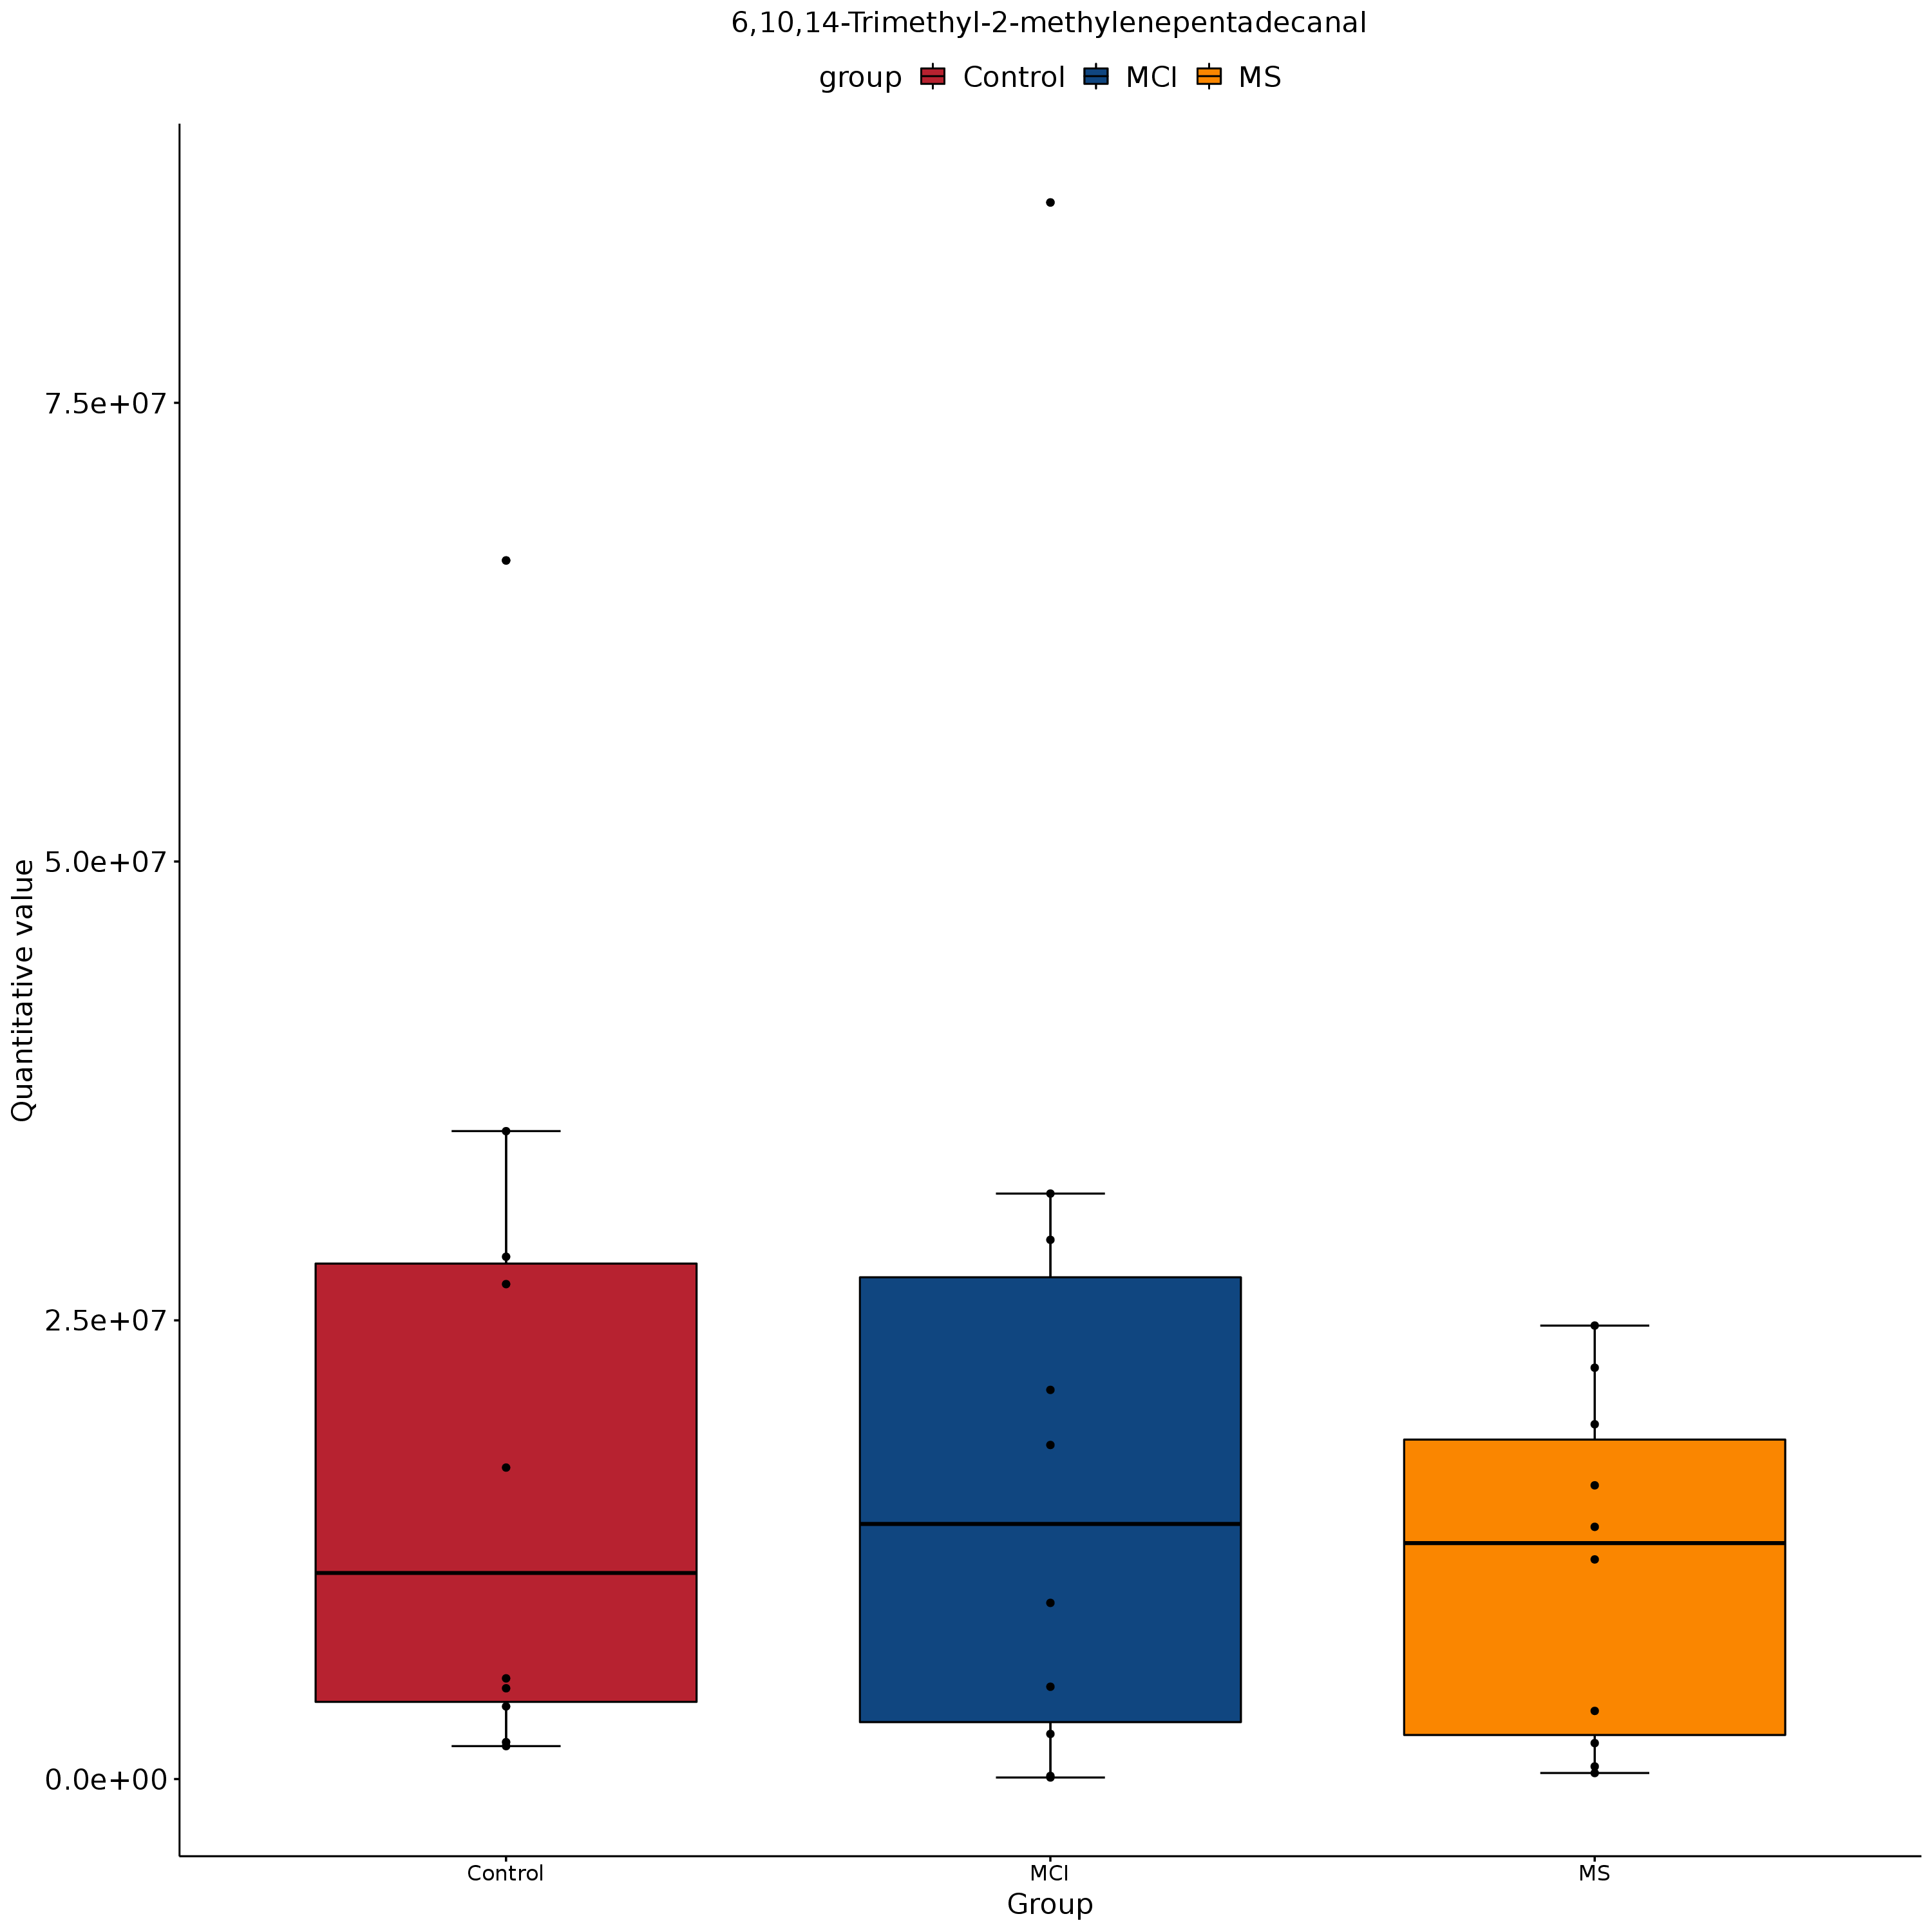 6,10,14-Trimethyl-2-methylenepentadecanal
group Control MCI MS
Quantitative value
7.5e+07
5.0e+07
2.5e+07
0.0e+00
Control MCI MS
Group